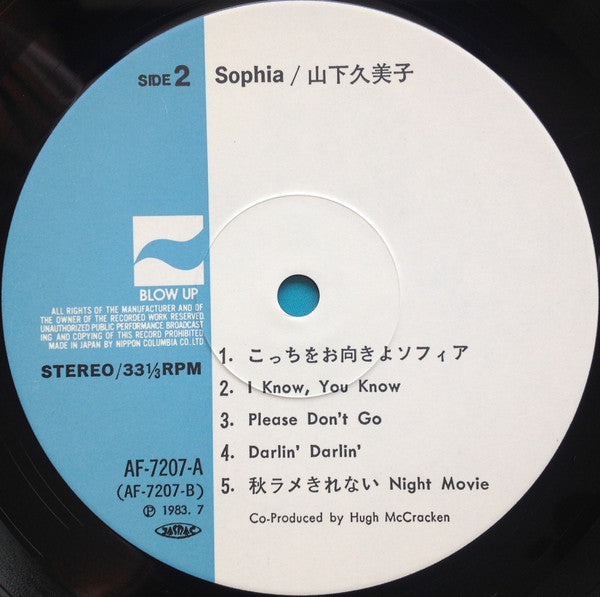 SIDE 2
Sophia / 山下久美子
BLOW UP
ALL RIGHTS OF THE MANUFACTURER AND OF
THE OWNER OF THE RECORDED WORK RESERVED
UNAUTHORIZED PUBLIC PERFORMANCE BROADCAST
ING AND COPYING OF THIS RECORD PROHIBITED
MADE IN JAPAN BY NIPPON COLUMBIA CO. LTD
STEREO/33⅓RPM
AF-7207-A
(AF-7207-B)
Ⓟ 1983. 7
JASRAC
1. こっちをお向きよソフィア
2. I Know, You Know
3. Please Don't Go
4. Darlin' Darlin'
5. 秋ラメきれない Night Movie
Co-Produced by Hugh McCracken